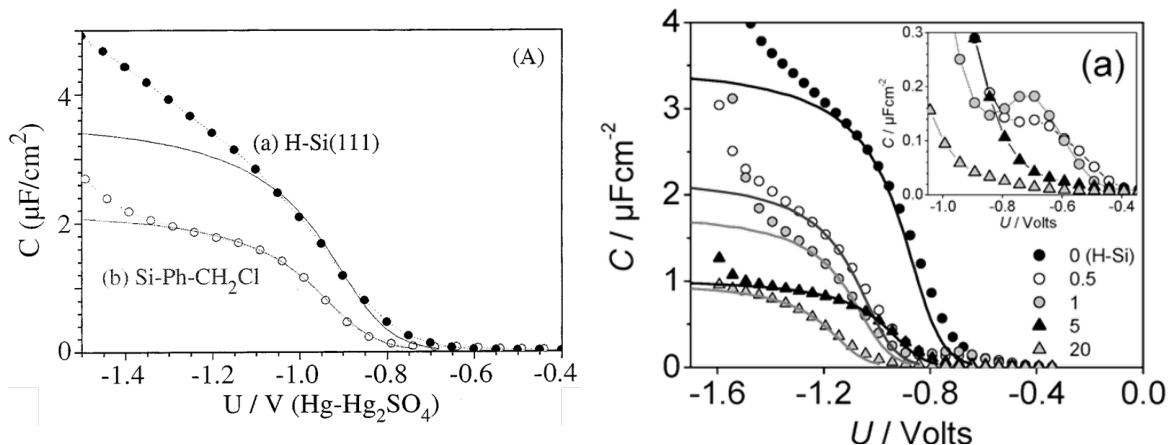 (A)
C (μF/cm²)
4
2
0
(a) H-Si(111)
(b) Si-Ph-CH₂Cl
-1.4 -1.2 -1.0 -0.8 -0.6 -0.4
U / V (Hg-Hg₂SO₄)
(a)
C / μFcm⁻²
4
3
2
1
0
-1.6 -1.2 -0.8 -0.4 0.0
U / Volts
C / μFcm⁻²
0.3
0.2
0.1
0.0
-1.0 -0.8 -0.6 -0.4
U / Volts
0 (H-Si)
0.5
1
5
20